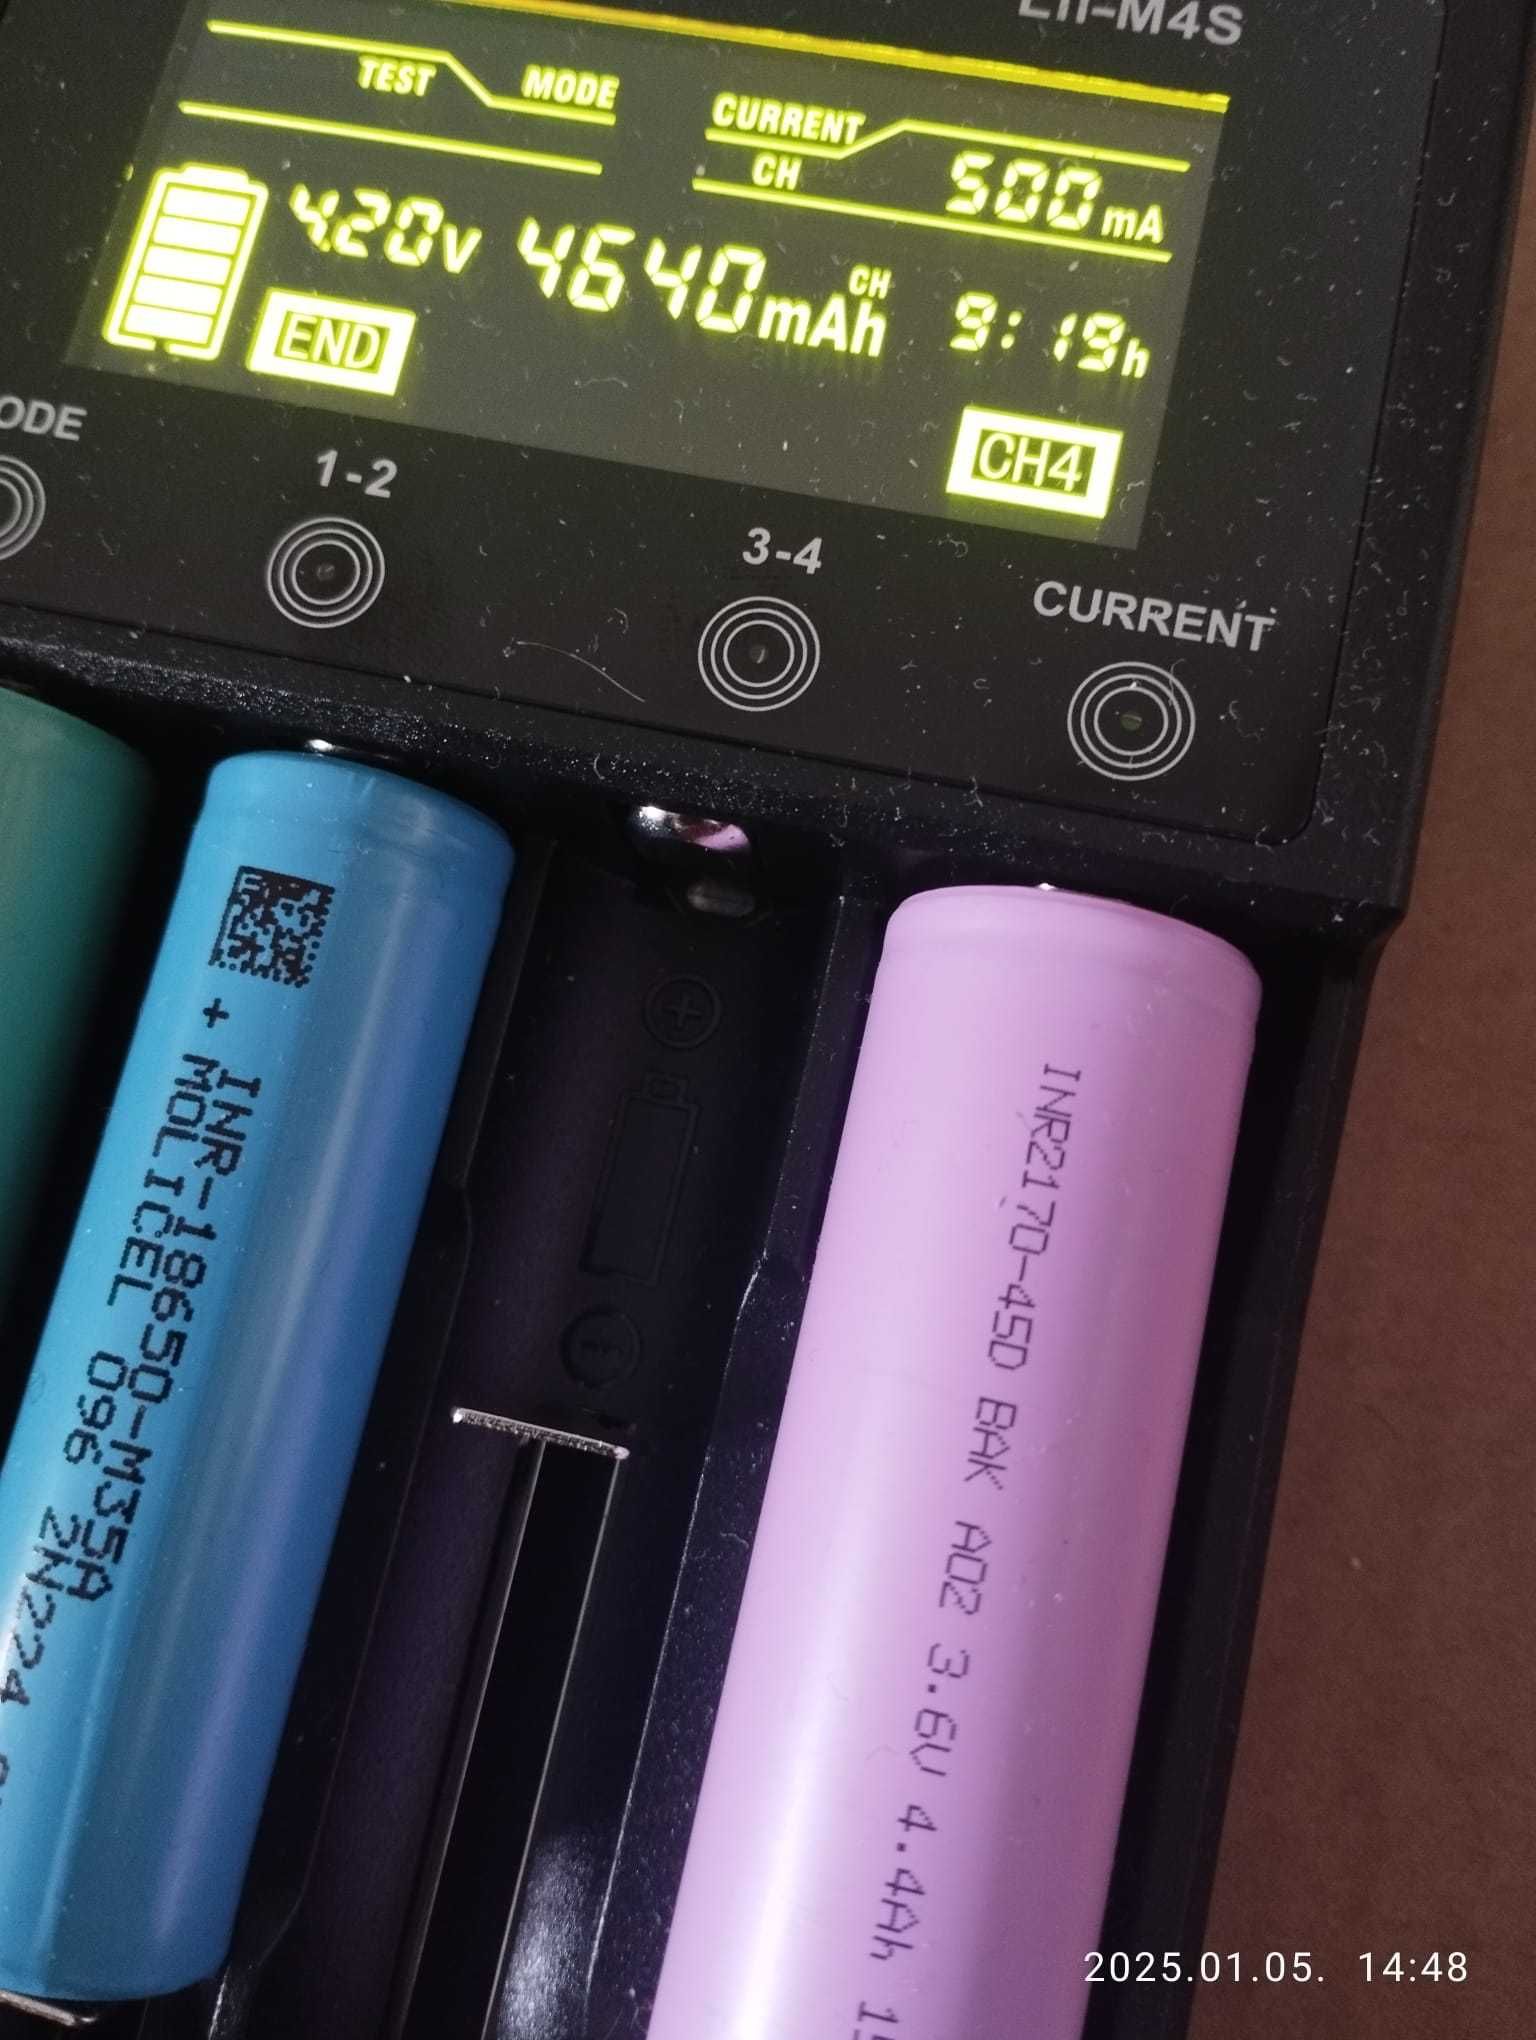 M4S
TEST MODE
CURRENT
CH 500 mA
4.20V 4640mAh CH 9:19h
END
CH4
ODE
1-2
3-4
CURRENT
+ INR-18650-M35A
MOLICEL 096 2N224
INR2170-45D BAK A02 3.6V 4.4Ah
2025.01.05. 14:48